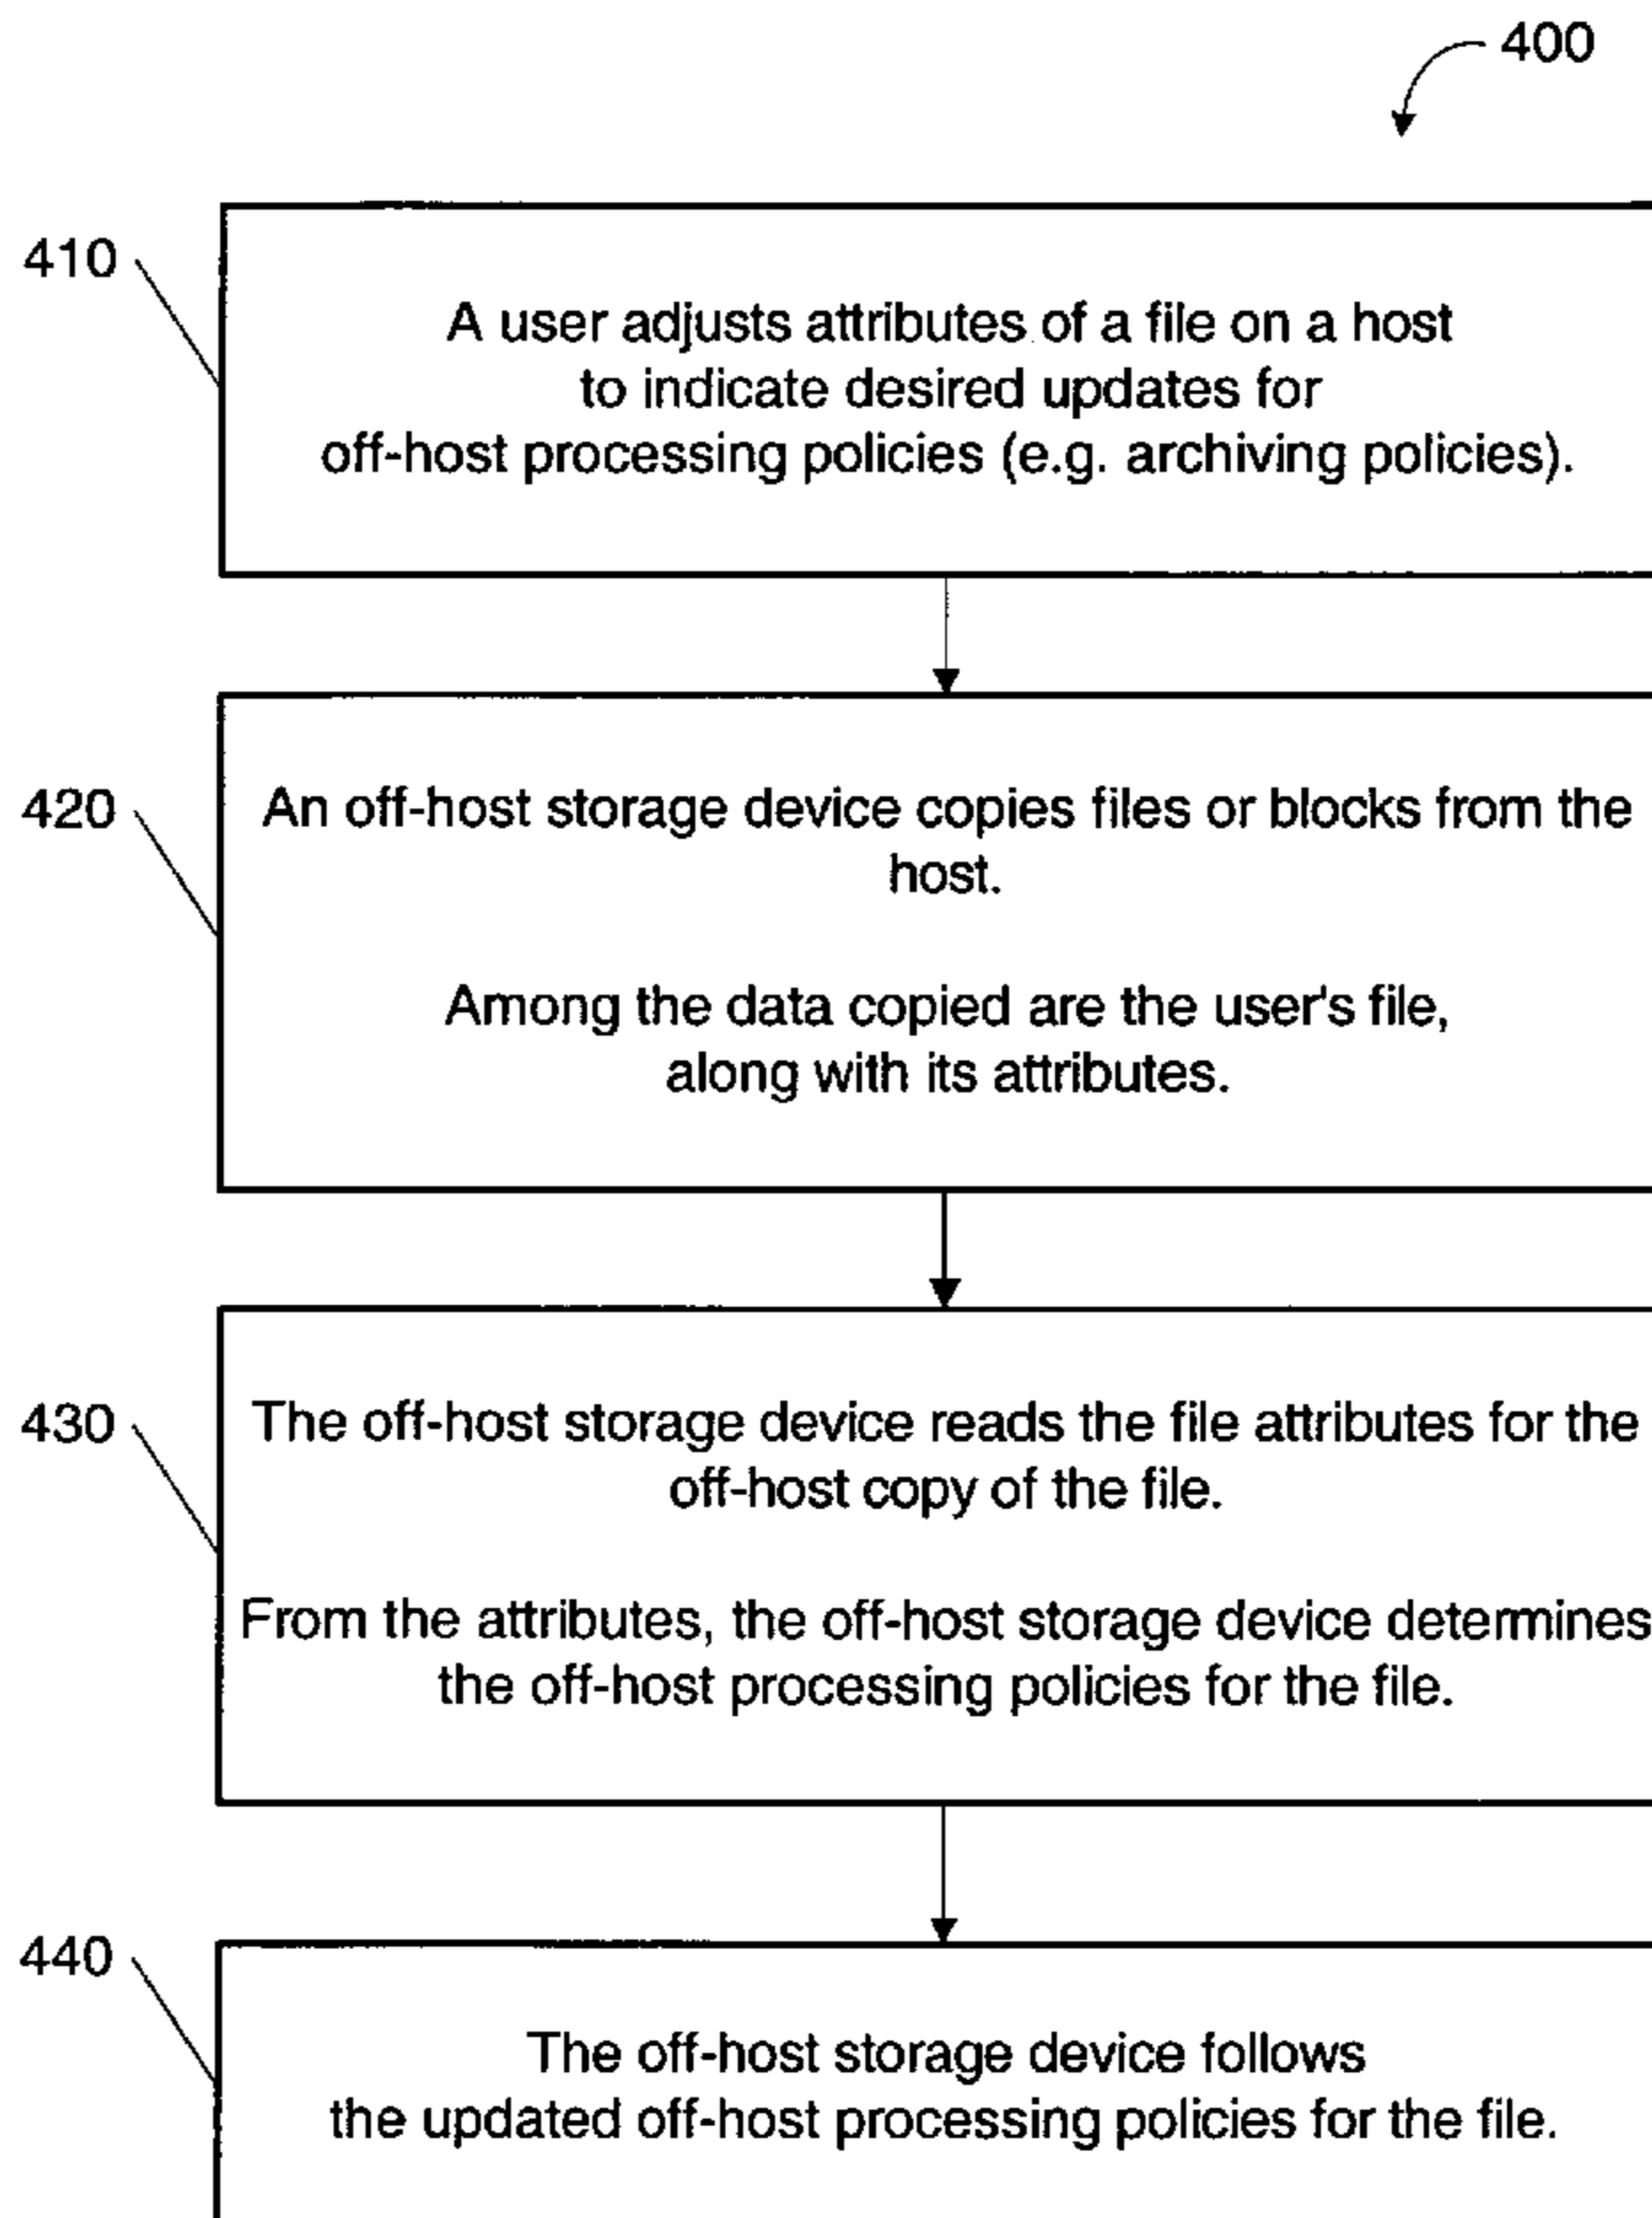 400
410
A user adjusts attributes of a file on a host
to indicate desired updates for
off-host processing policies (e.g. archiving policies).
420
An off-host storage device copies files or blocks from the
host.
Among the data copied are the user's file,
along with its attributes.
430
The off-host storage device reads the file attributes for the
off-host copy of the file.
From the attributes, the off-host storage device determines
the off-host processing policies for the file.
440
The off-host storage device follows
the updated off-host processing policies for the file.